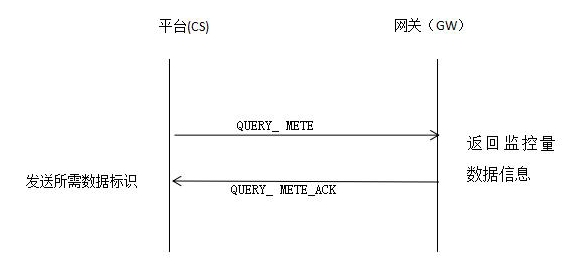 平台(CS)
网关（GW）
QUERY_ METE
返回监控量
数据信息
发送所需数据标识
QUERY_ METE_ACK